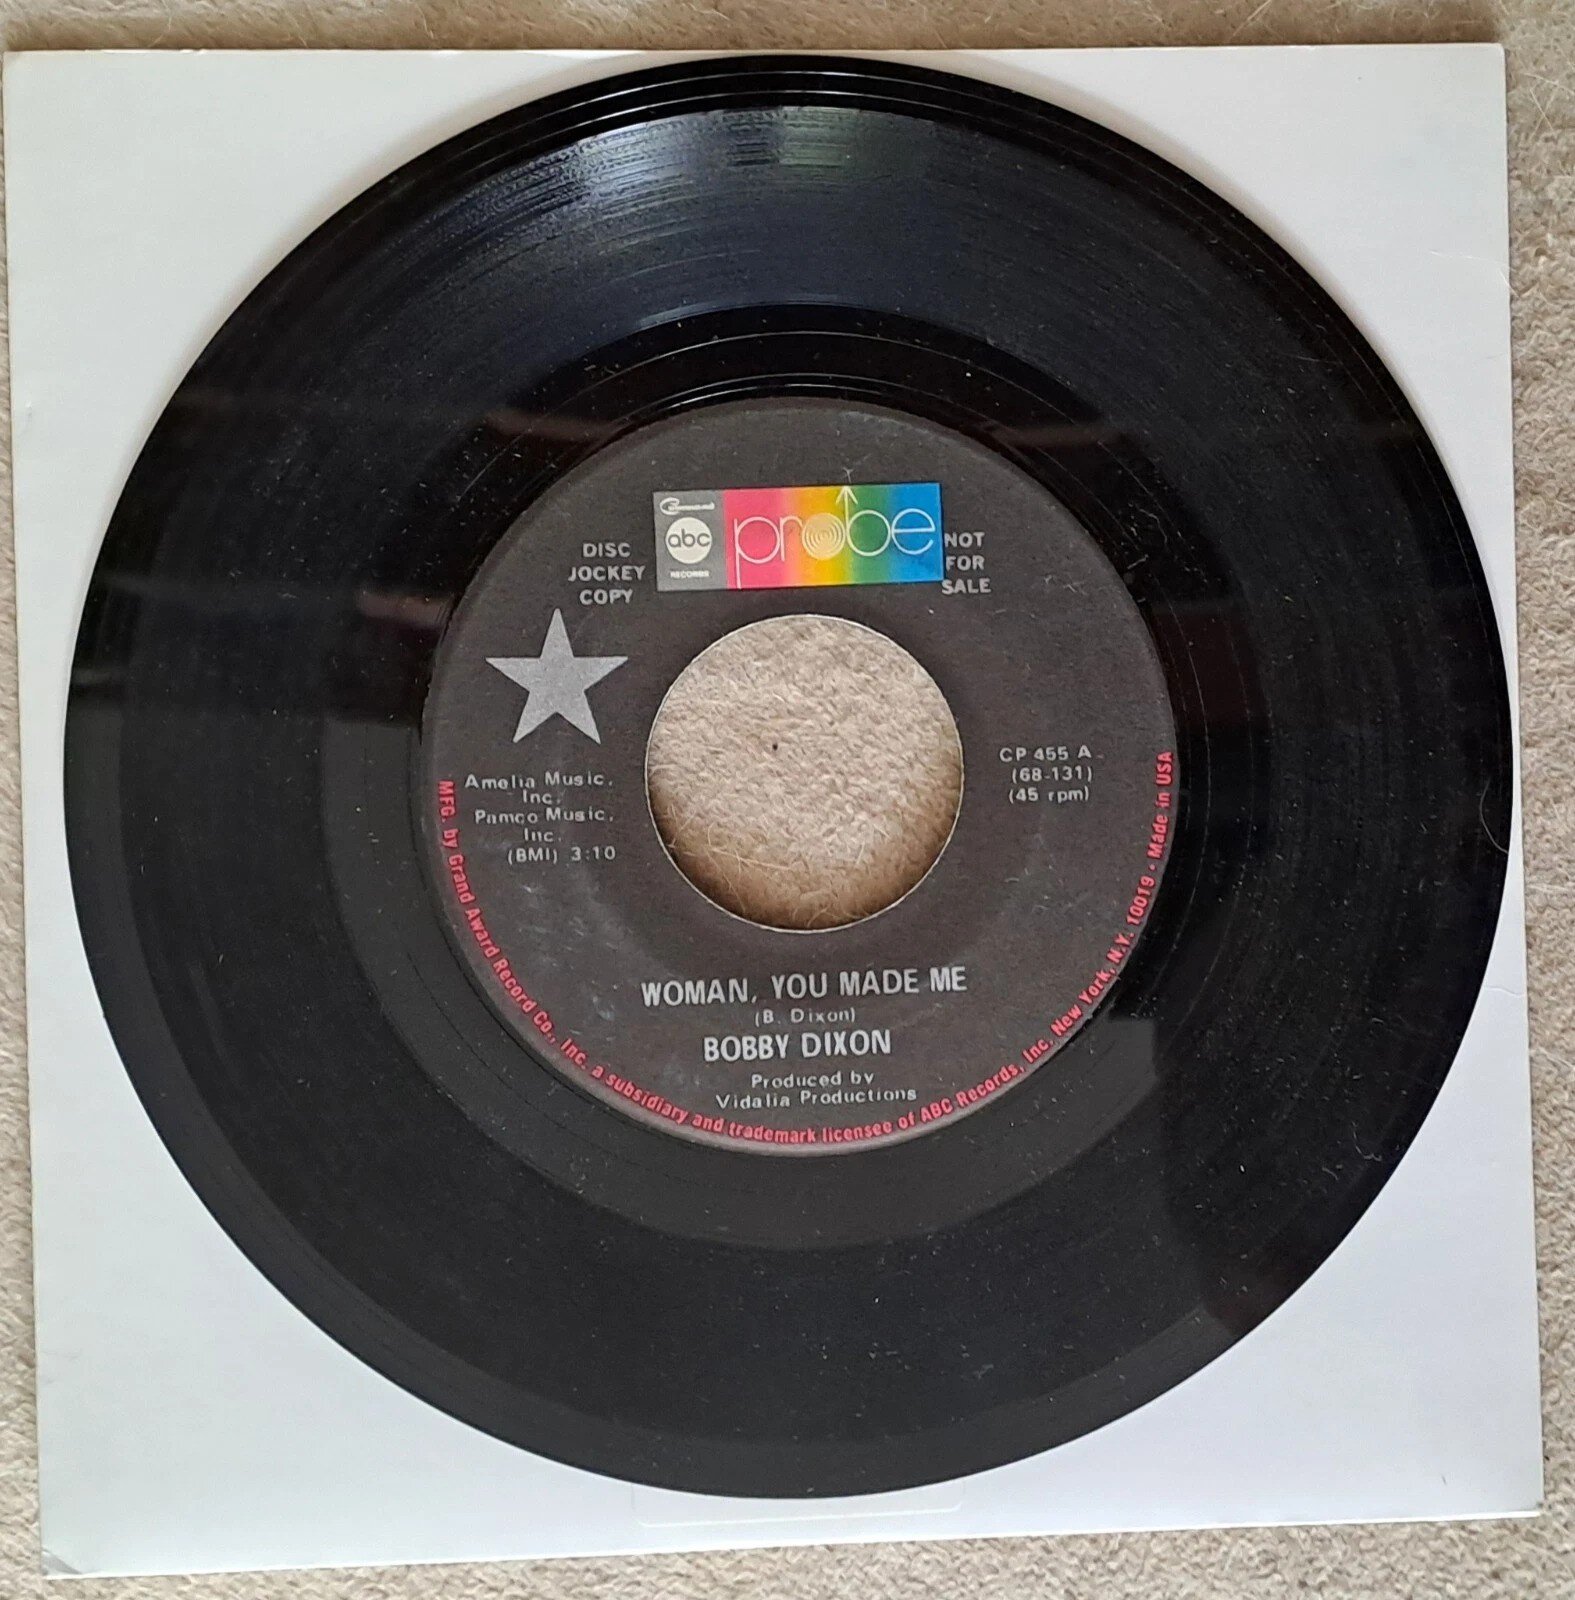 Command
abc
RECORDS
probe
DISC
JOCKEY
COPY
NOT
FOR
SALE
Amelia Music,
Inc.
Pamco Music,
Inc.
(BMI) 3:10
CP 455 A
(68-131)
(45 rpm)
WOMAN, YOU MADE ME
(B. Dixon)
BOBBY DIXON
Produced by
Vidalia Productions
MFG. by Grand Award Record Co., Inc. a subsidiary and trademark licensee of ABC Records, Inc. New York, N.Y. 10019 • Made in USA